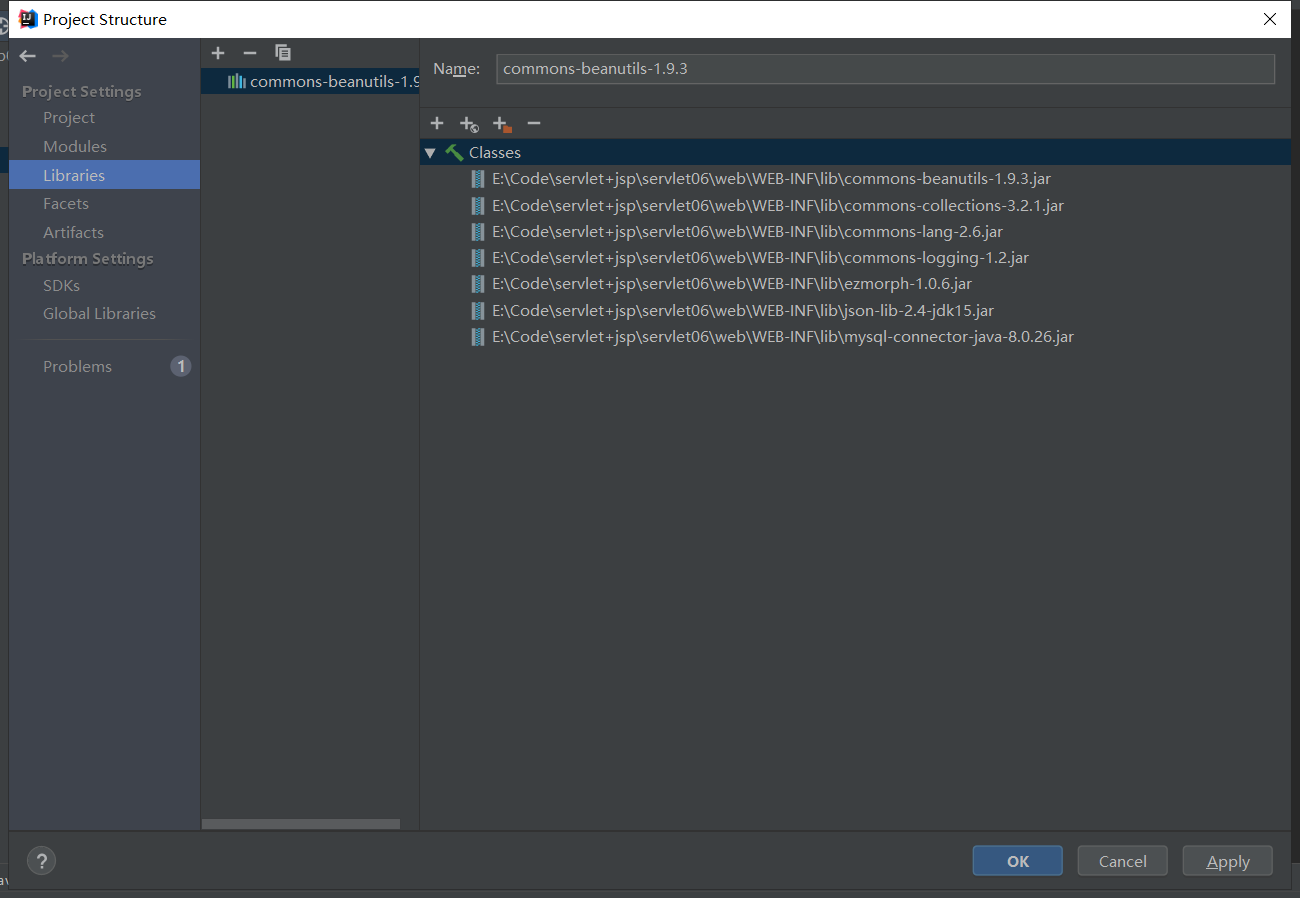 Project Structure
Project Settings
Project
Modules
Libraries
Facets
Artifacts
Platform Settings
SDKs
Global Libraries
Problems 1
commons-beanutils-1.9
Name: commons-beanutils-1.9.3
Classes
E:\Code\servlet+jsp\servlet06\web\WEB-INF\lib\commons-beanutils-1.9.3.jar
E:\Code\servlet+jsp\servlet06\web\WEB-INF\lib\commons-collections-3.2.1.jar
E:\Code\servlet+jsp\servlet06\web\WEB-INF\lib\commons-lang-2.6.jar
E:\Code\servlet+jsp\servlet06\web\WEB-INF\lib\commons-logging-1.2.jar
E:\Code\servlet+jsp\servlet06\web\WEB-INF\lib\ezmorph-1.0.6.jar
E:\Code\servlet+jsp\servlet06\web\WEB-INF\lib\json-lib-2.4-jdk15.jar
E:\Code\servlet+jsp\servlet06\web\WEB-INF\lib\mysql-connector-java-8.0.26.jar
?
OK Cancel Apply